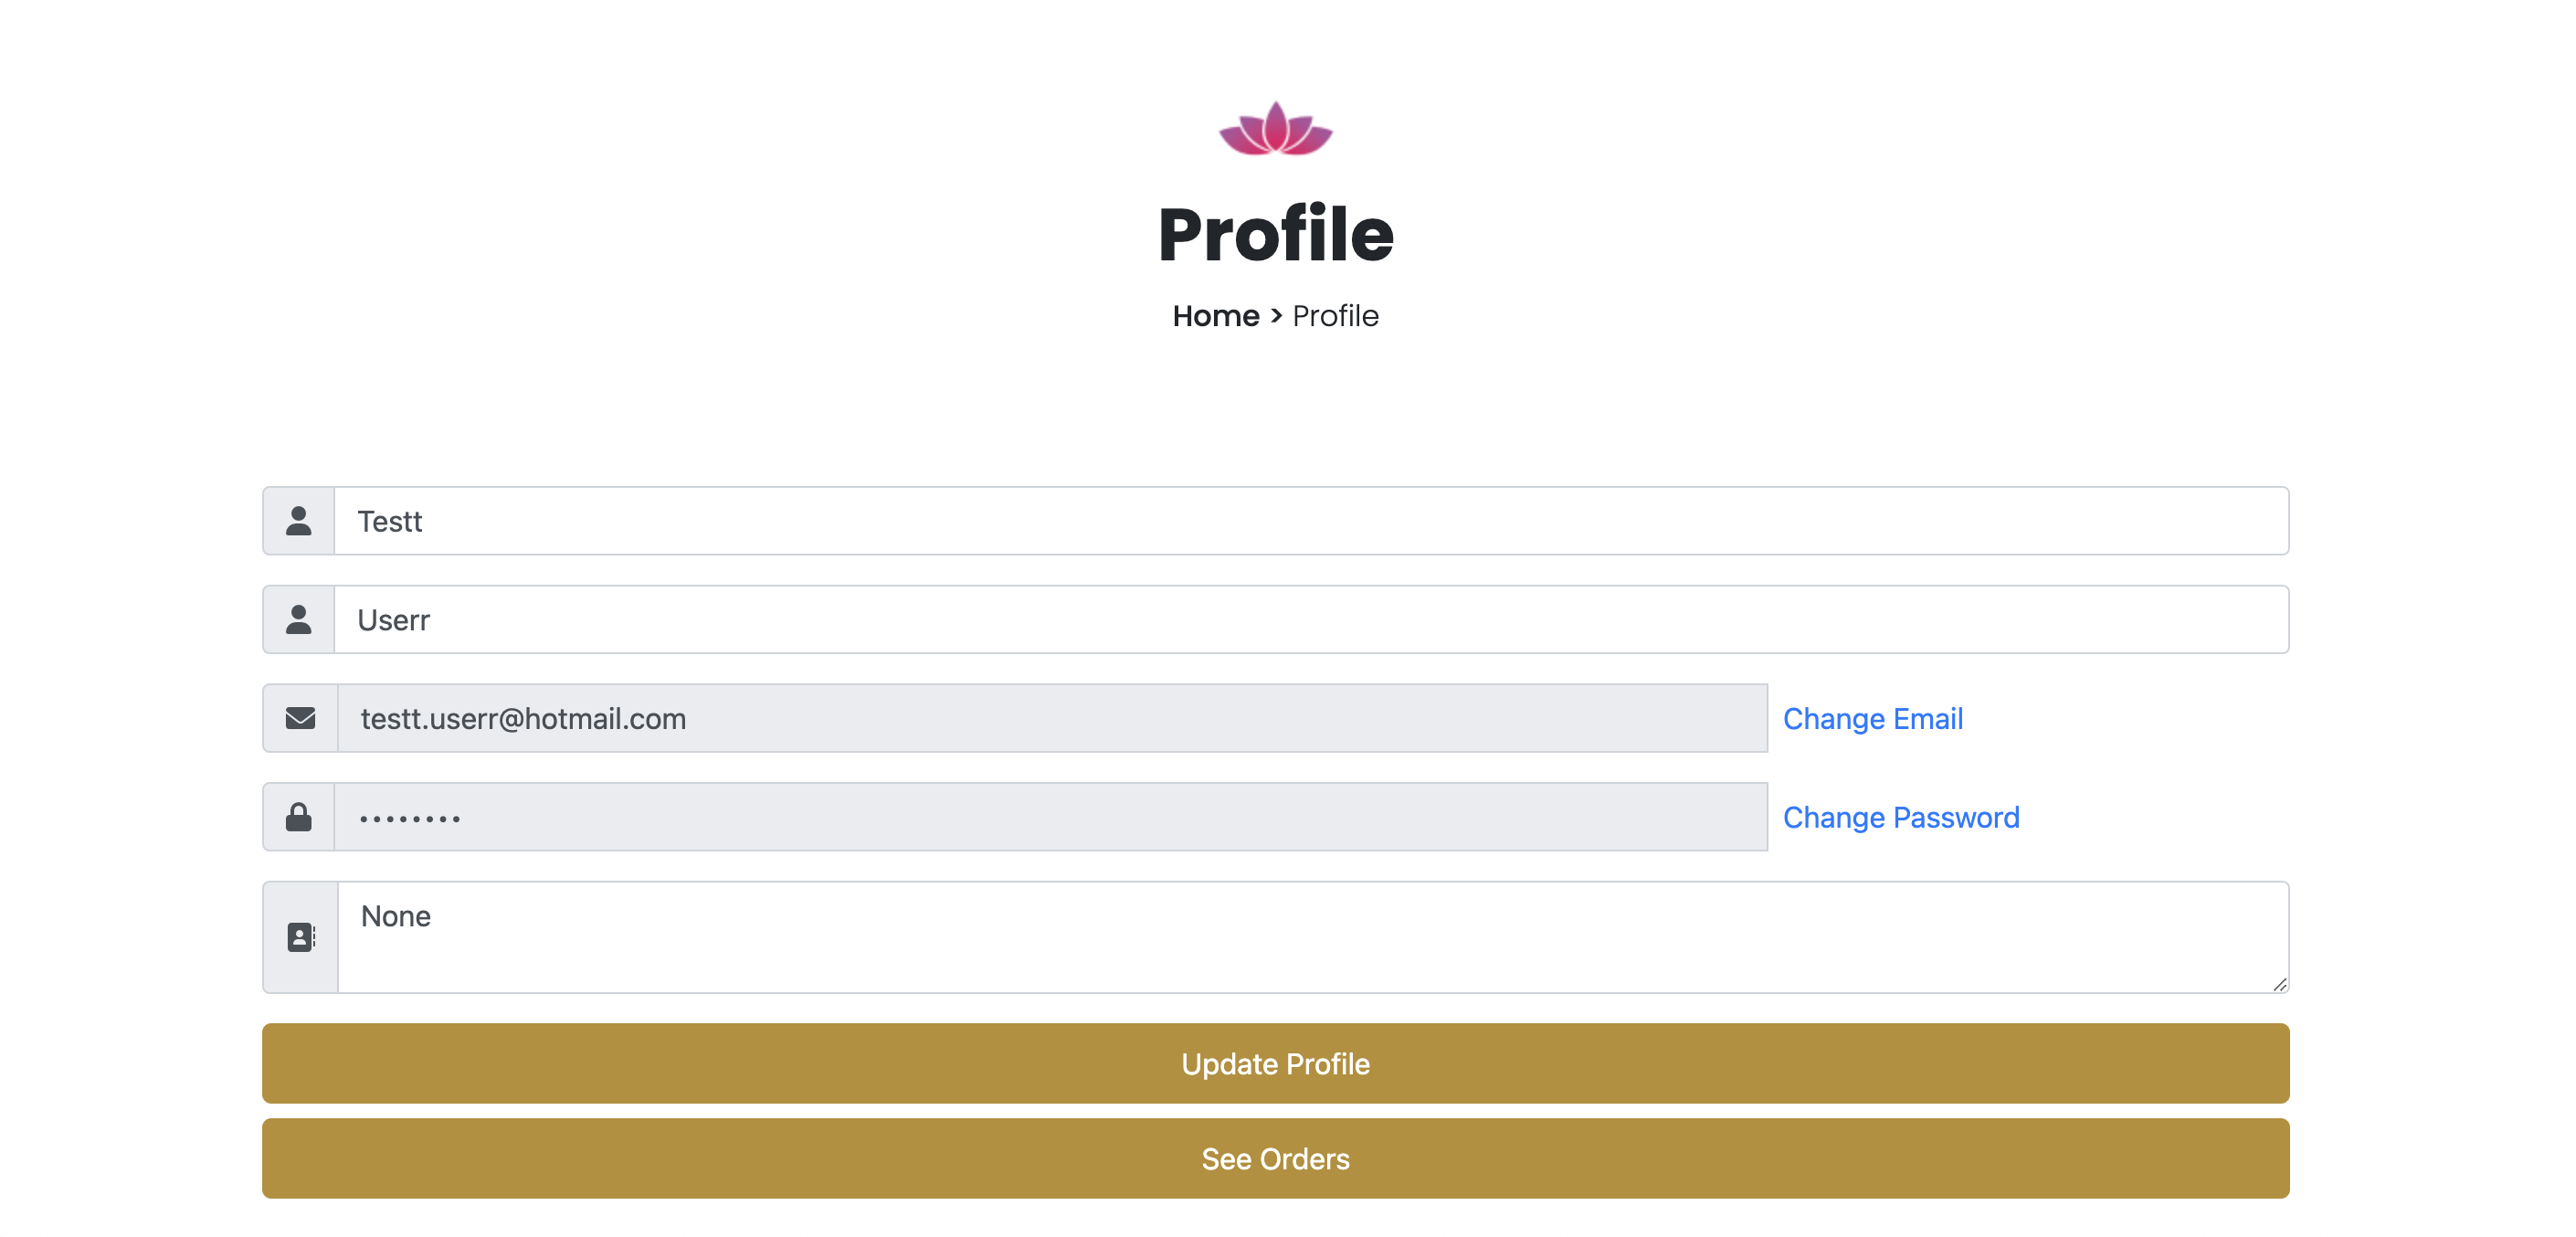 Profile
Home > Profile
Testt
Userr
testt.userr@hotmail.com Change Email
•••••••• Change Password
None
Update Profile
See Orders